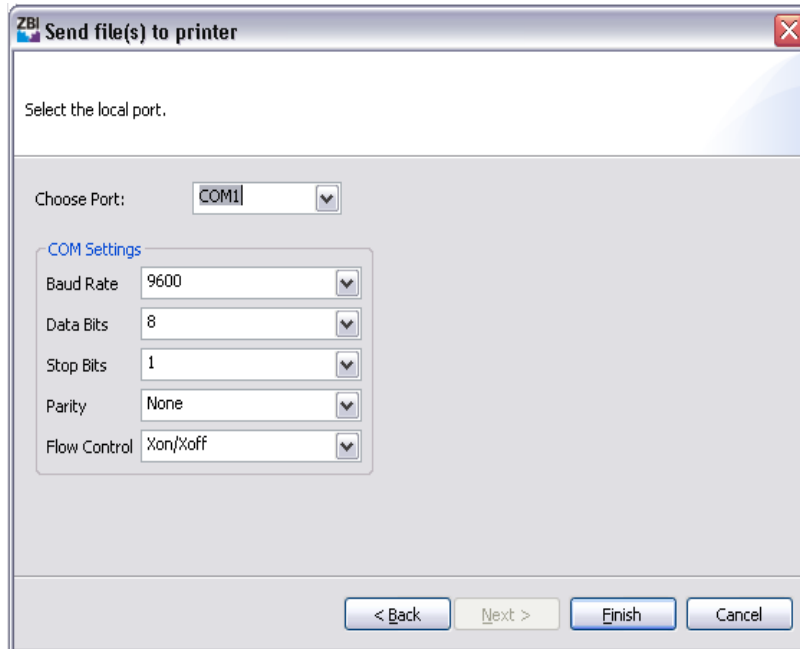 ZBI Send file(s) to printer
Select the local port.
Choose Port: COM1
COM Settings
Baud Rate 9600
Data Bits 8
Stop Bits 1
Parity None
Flow Control Xon/Xoff
< Back Next > Finish Cancel